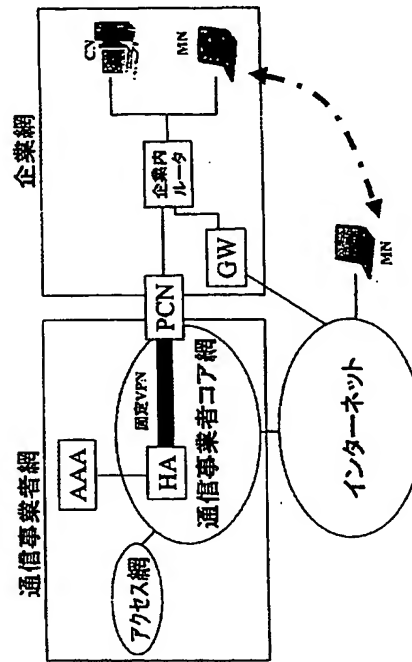 通信事業者網
企業網
AAA
HA
固定VPN
PCN
企業内
ルータ
GW
CN
MN
アクセス網
通信事業者コア網
インターネット
MN